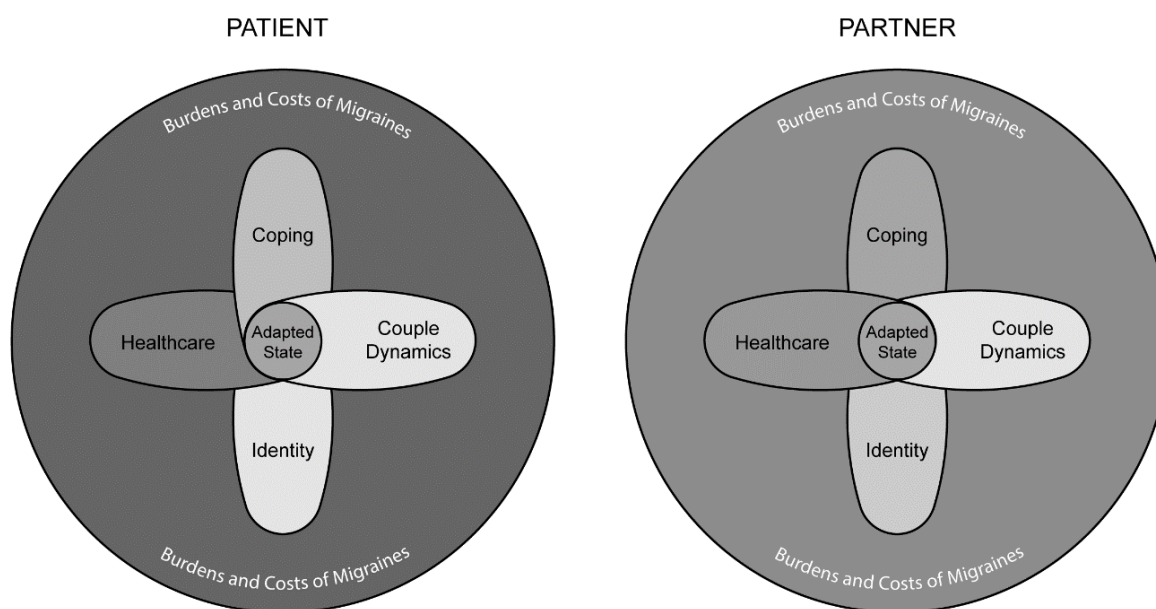 PATIENT
Burdens and Costs of Migraines
Coping
Healthcare
Adapted
State
Couple
Dynamics
Identity
Burdens and Costs of Migraines
PARTNER
Burdens and Costs of Migraines
Coping
Healthcare
Adapted
State
Couple
Dynamics
Identity
Burdens and Costs of Migraines